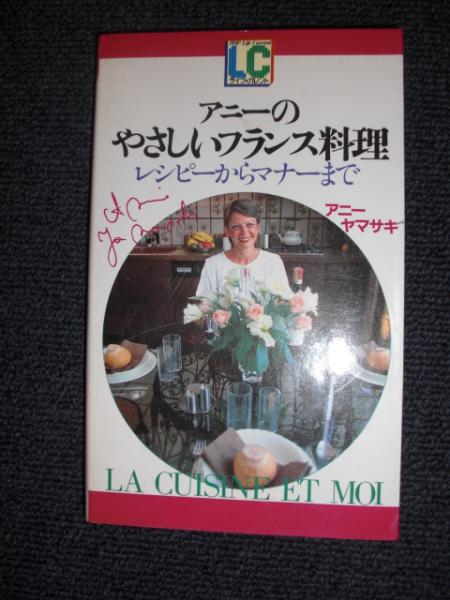 LC
アニーの
やさしいフランス料理
レシピーからマナーまで
アニー
ヤマサキ
LA CUISINE ET MOI